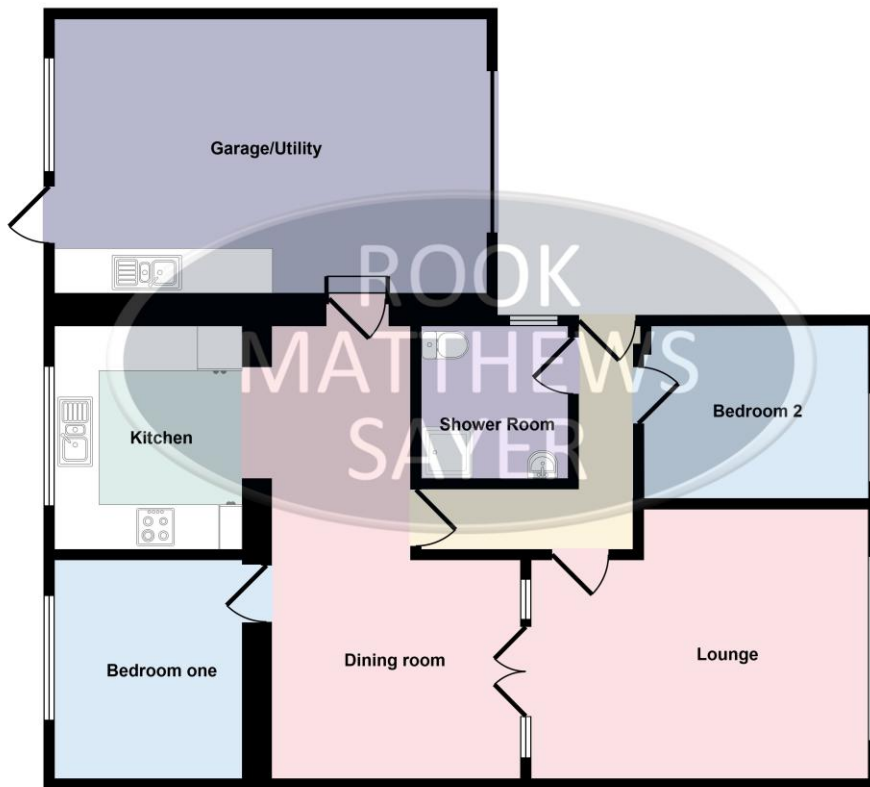 Garage/Utility
ROOK
MATTHEWS
SAYER
Kitchen
Shower Room
Bedroom 2
Bedroom one
Dining room
Lounge